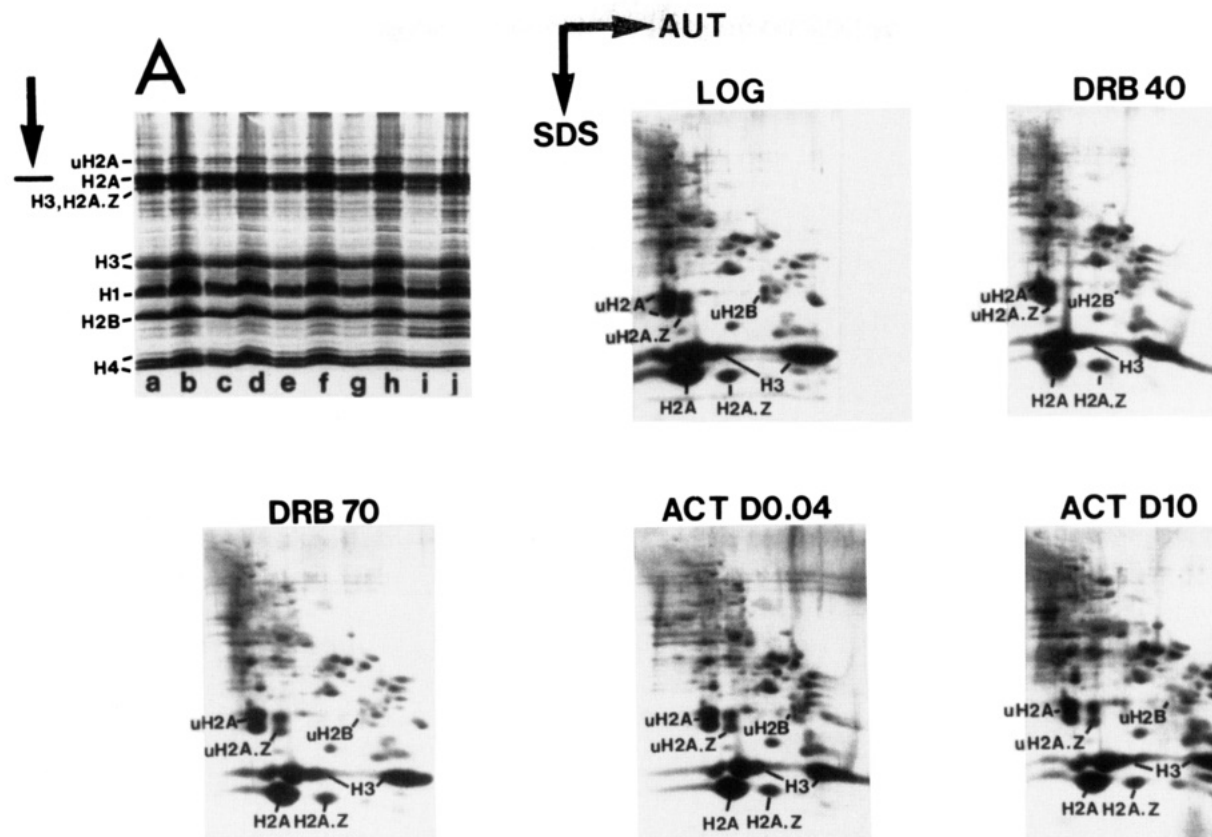 A
AUT
SDS
uH2A
H2A
H3,H2A.Z
H3
H1
H2B
H4
a b c d e f g h i j
LOG
uH2A
uH2A.Z
uH2B
H3
H2A H2A.Z
DRB 40
uH2A
uH2A.Z
uH2B
H3
H2A H2A.Z
DRB 70
uH2A
uH2A.Z
uH2B
H3
H2A H2A.Z
ACT D0.04
uH2A
uH2A.Z
uH2B
H3
H2A H2A.Z
ACT D10
uH2A
uH2A.Z
uH2B
H3
H2A H2A.Z